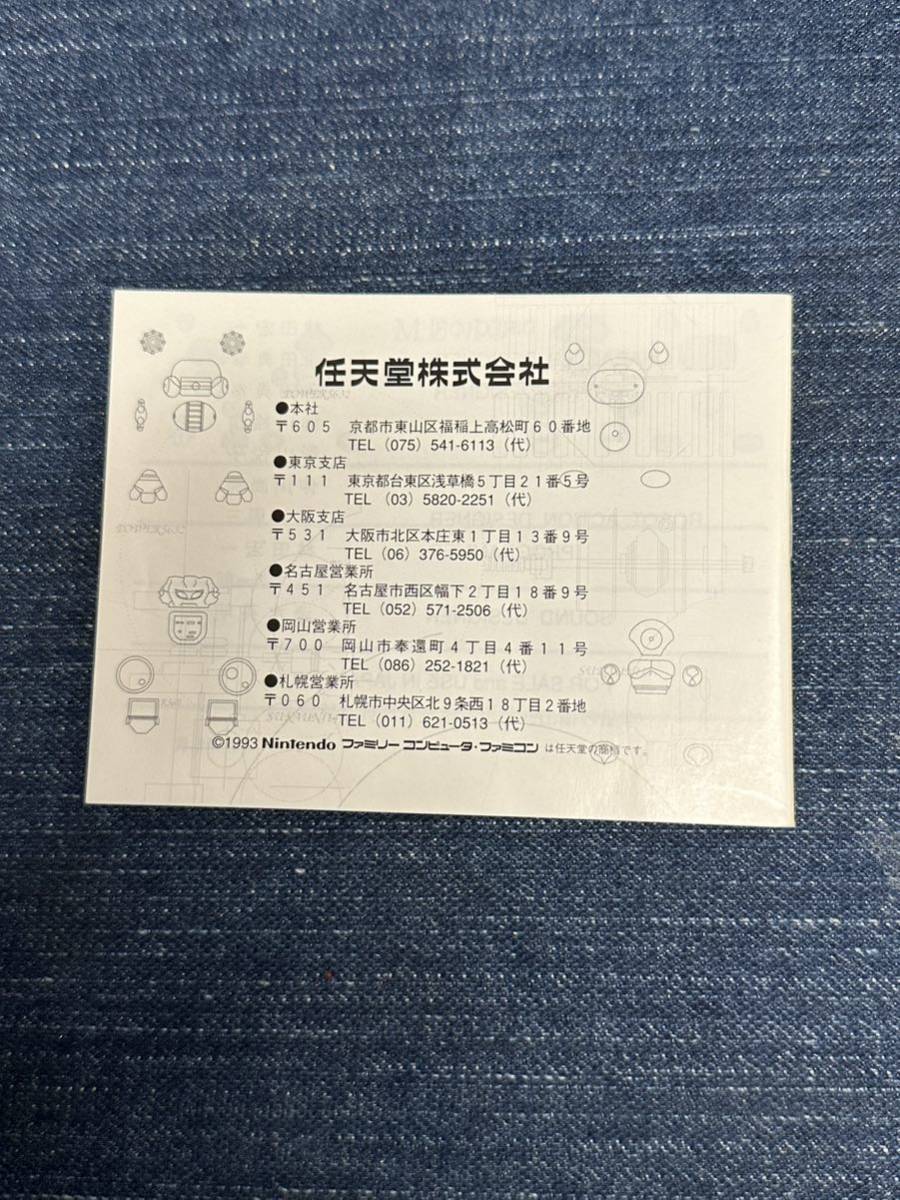 任天堂株式会社
●本社
〒605 京都市東山区福稲上高松町60番地
TEL (075) 541-6113 (代)
●東京支店
〒111 東京都台東区浅草橋5丁目21番5号
TEL (03) 5820-2251 (代)
●大阪支店
〒531 大阪市北区本庄東1丁目13番9号
TEL (06) 376-5950 (代)
●名古屋営業所
〒451 名古屋市西区幅下2丁目18番9号
TEL (052) 571-2506 (代)
●岡山営業所
〒700 岡山市奉還町4丁目4番11号
TEL (086) 252-1821 (代)
●札幌営業所
〒060 札幌市中央区北9条西18丁目2番地
TEL (011) 621-0513 (代)
©1993 Nintendo ファミリーコンピュータ・ファミコン は任天堂の商標です。